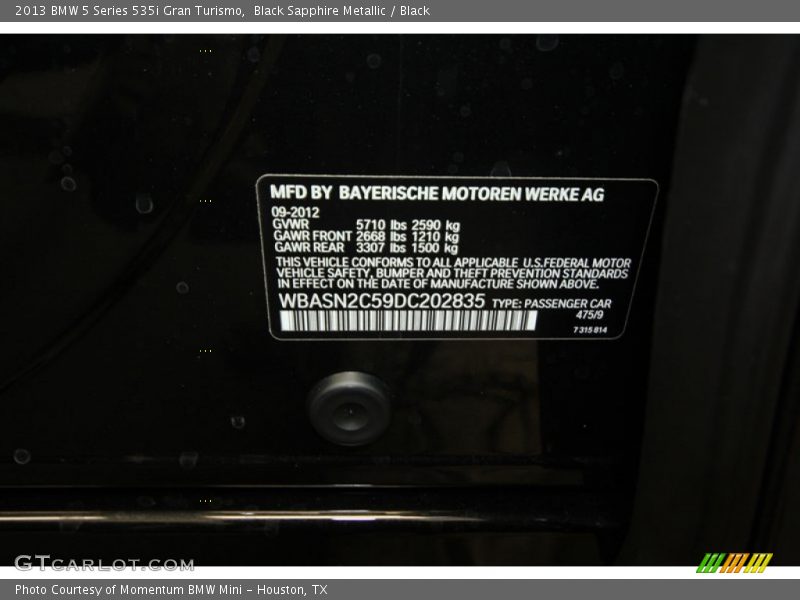 2013 BMW 5 Series 535i Gran Turismo, Black Sapphire Metallic / Black
MFD BY BAYERISCHE MOTOREN WERKE AG
09-2012
GVWR 5710 lbs 2590 kg
GAWR FRONT 2668 lbs 1210 kg
GAWR REAR 3307 lbs 1500 kg
THIS VEHICLE CONFORMS TO ALL APPLICABLE U.S.FEDERAL MOTOR
VEHICLE SAFETY, BUMPER AND THEFT PREVENTION STANDARDS
IN EFFECT ON THE DATE OF MANUFACTURE SHOWN ABOVE.
WBASN2C59DC202835 TYPE: PASSENGER CAR
475/9
7 315 814
GTCARLOT.COM
Photo Courtesy of Momentum BMW Mini - Houston, TX